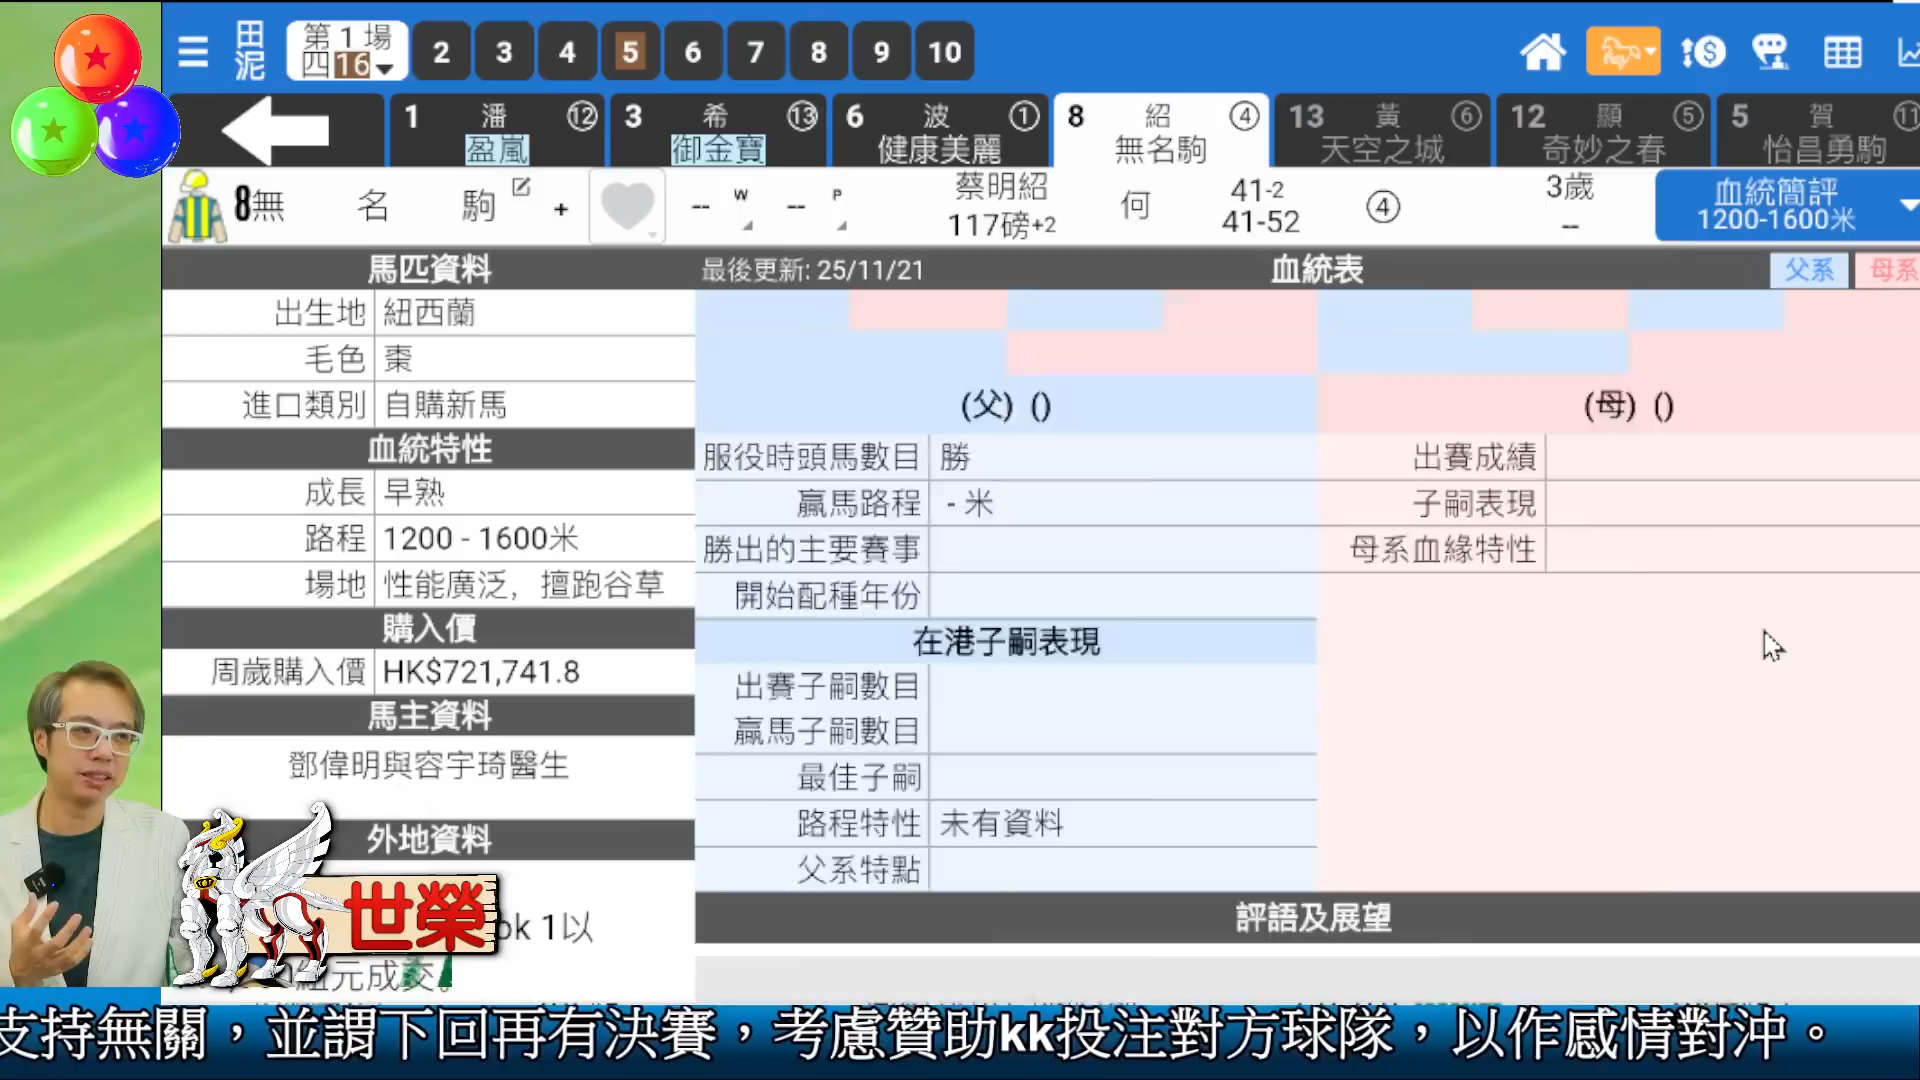 田泥
第 1 場
四 16
2 3 4 5 6 7 8 9 10
1 潘 12
盈嵐
3 希 13
御金寶
6 波 1
健康美麗
8 紹 4
無名駒
13 黃 6
天空之城
12 顯 5
奇妙之春
5 賀 11
怡昌勇駒
8無名駒 +
-- W -- P
蔡明紹
117磅+2
何
41-2
41-52
4
3歲
--
血統簡評
1200-1600米
馬匹資料
最後更新: 25/11/21
血統表
父系
母系
出生地 紐西蘭
毛色 棗
進口類別 自購新馬
血統特性
成長 早熟
路程 1200 - 1600米
場地 性能廣泛，擅跑谷草
購入價
周歲購入價 HK$721,741.8
馬主資料
鄧偉明與容宇琦醫生
外地資料
ok 1以
紐元成交。
(父) ()
服役時頭馬數目 勝
贏馬路程 - 米
勝出的主要賽事
開始配種年份
在港子嗣表現
出賽子嗣數目
贏馬子嗣數目
最佳子嗣
路程特性 未有資料
父系特點
(母) ()
出賽成績
子嗣表現
母系血緣特性
評語及展望
世榮
支持無關，並謂下回再有決賽，考慮贊助kk投注對方球隊，以作感情對沖。